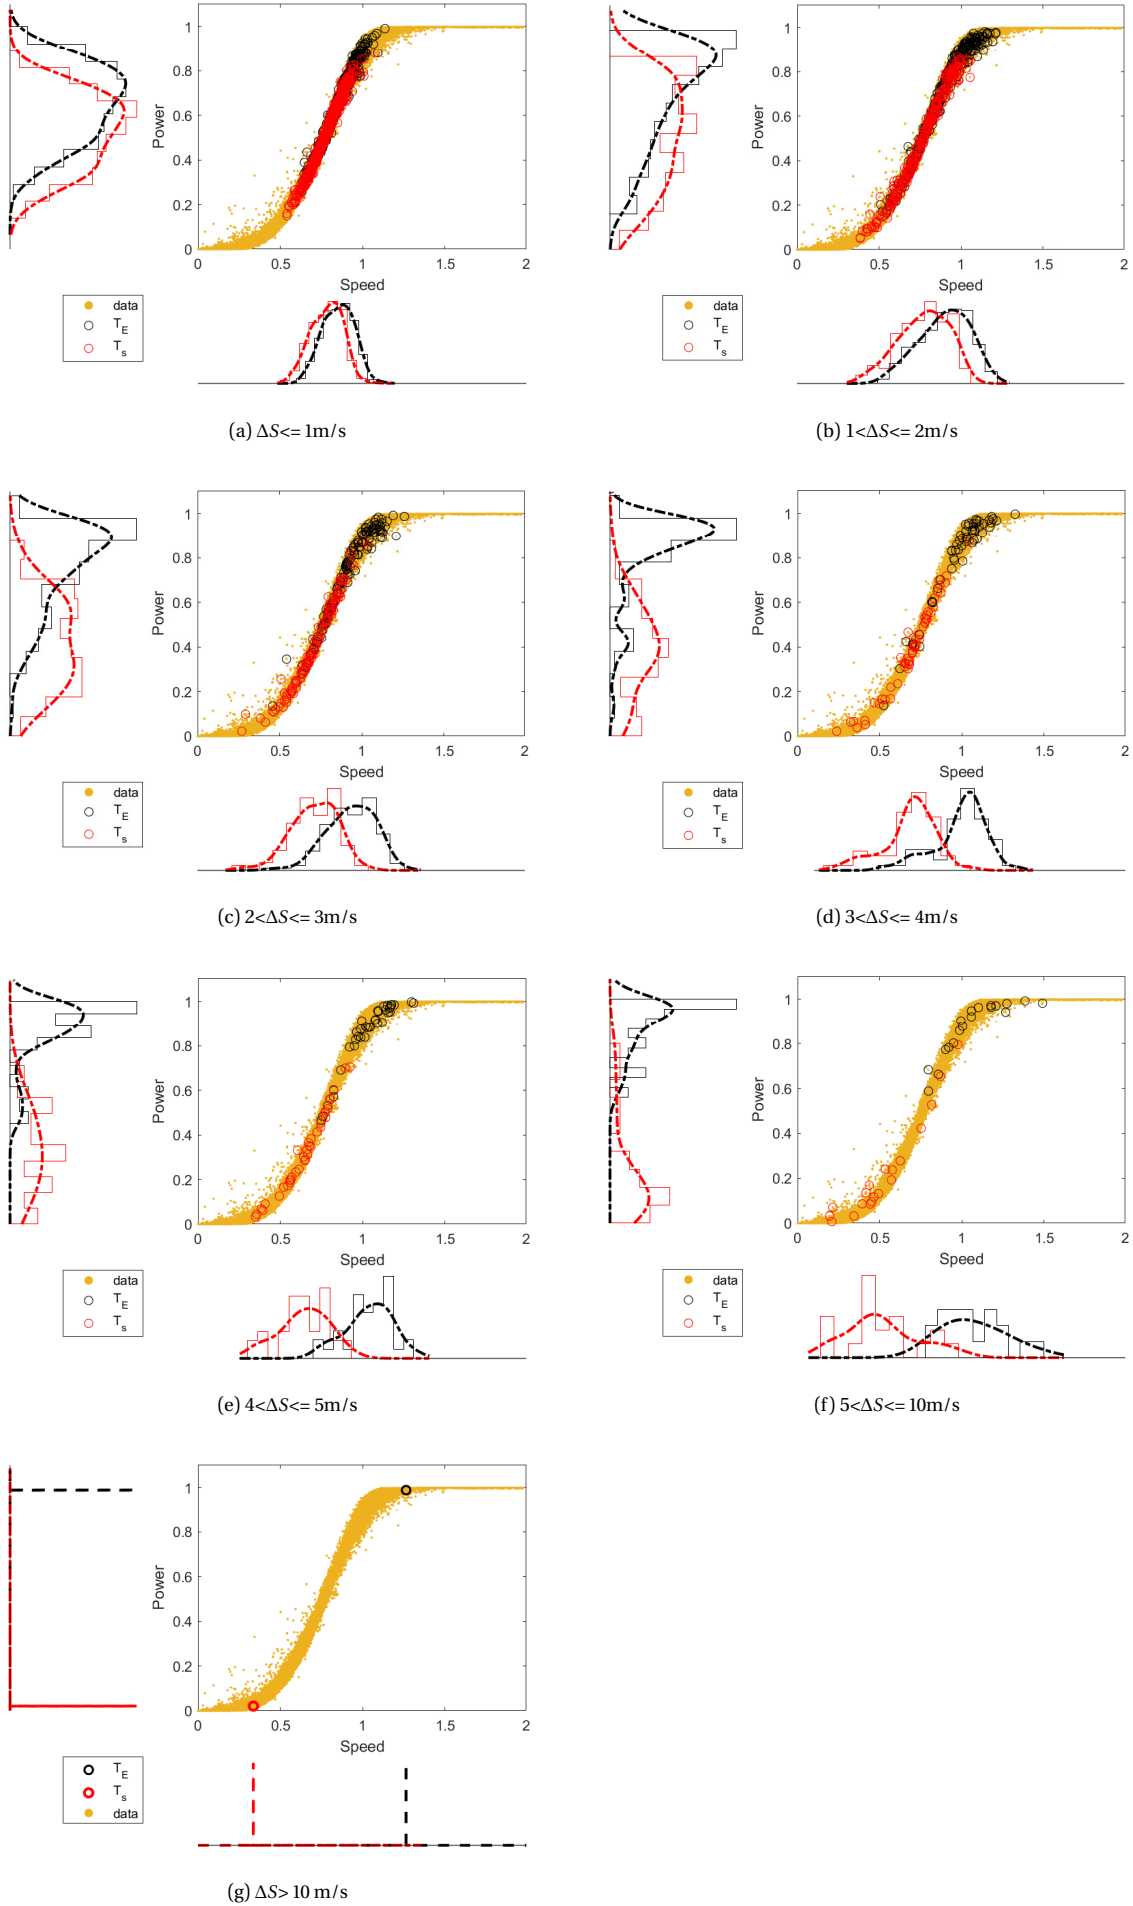 1
0.8
0.6
0.4
0.2
0
Power
0 0.5 1 1.5 2
Speed
data
T_E
T_s
(a) ΔS<= 1m/s
1
0.8
0.6
0.4
0.2
0
Power
0 0.5 1 1.5 2
Speed
data
T_E
T_s
(b) 1<ΔS<= 2m/s
1
0.8
0.6
0.4
0.2
0
Power
0 0.5 1 1.5 2
Speed
data
T_E
T_s
(c) 2<ΔS<= 3m/s
1
0.8
0.6
0.4
0.2
0
Power
0 0.5 1 1.5 2
Speed
data
T_E
T_s
(d) 3<ΔS<= 4m/s
1
0.8
0.6
0.4
0.2
0
Power
0 0.5 1 1.5 2
Speed
data
T_E
T_s
(e) 4<ΔS<= 5m/s
1
0.8
0.6
0.4
0.2
0
Power
0 0.5 1 1.5 2
Speed
data
T_E
T_s
(f) 5<ΔS<= 10m/s
1
0.8
0.6
0.4
0.2
0
Power
0 0.5 1 1.5 2
Speed
T_E
T_s
data
(g) ΔS> 10 m/s